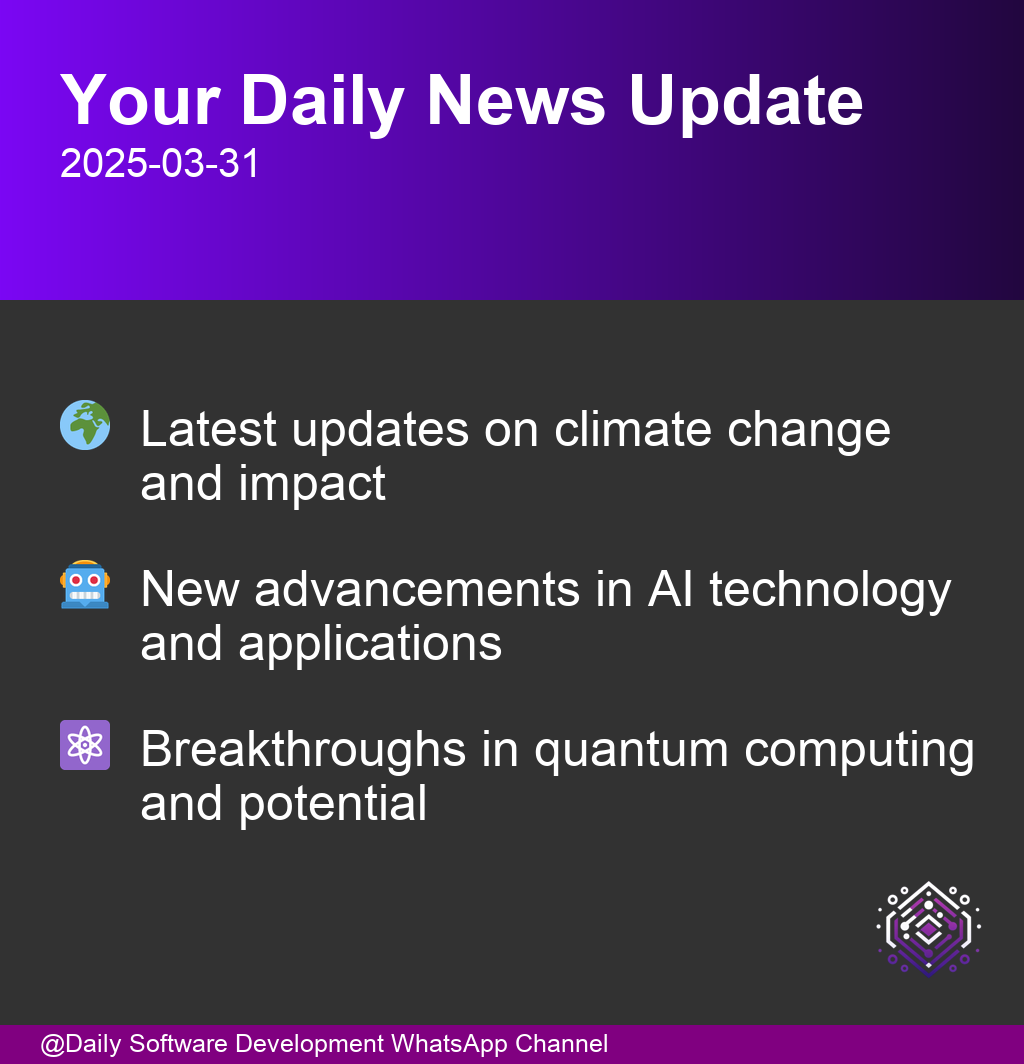 Your Daily News Update
2025-03-31
Latest updates on climate change
and impact
New advancements in AI technology
and applications
Breakthroughs in quantum computing
and potential
@Daily Software Development WhatsApp Channel